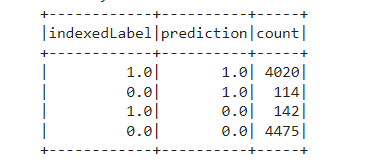 +------------+----------+-----+
|indexedLabel|prediction|count|
+------------+----------+-----+
|         1.0|       1.0| 4020|
|         0.0|       1.0|  114|
|         1.0|       0.0|  142|
|         0.0|       0.0| 4475|
+------------+----------+-----+